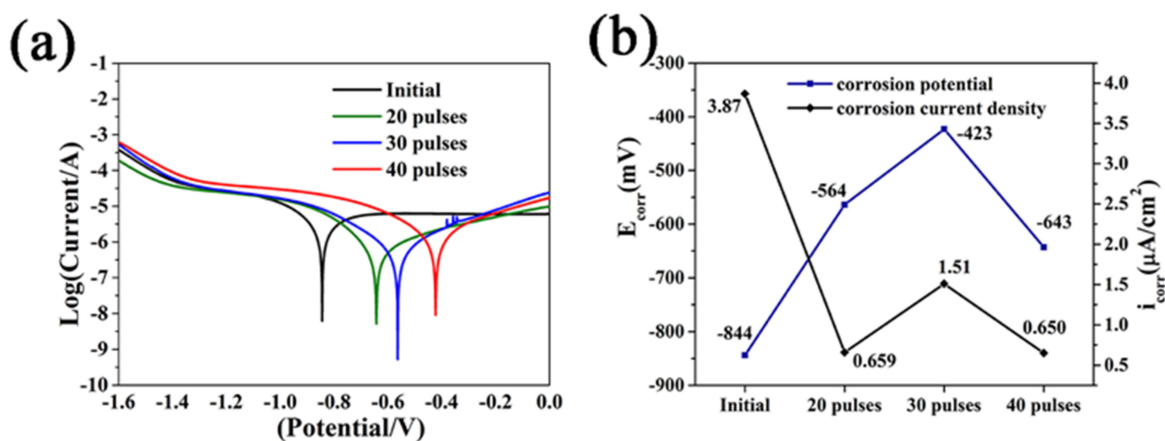 (a)
-1
-2
-3
-4
-5
-6
-7
-8
-9
-10
Log(Current/A)
Initial
20 pulses
30 pulses
40 pulses
-1.6 -1.4 -1.2 -1.0 -0.8 -0.6 -0.4 -0.2 0.0
(Potential/V)
(b)
-300
-400
-500
-600
-700
-800
-900
E_corr(mV)
corrosion potential
corrosion current density
3.87
-423
-564
-643
1.51
-844
0.659
0.650
4.0
3.5
3.0
2.5
2.0
1.5
1.0
0.5
i_corr(μA/cm²)
Initial 20 pulses 30 pulses 40 pulses